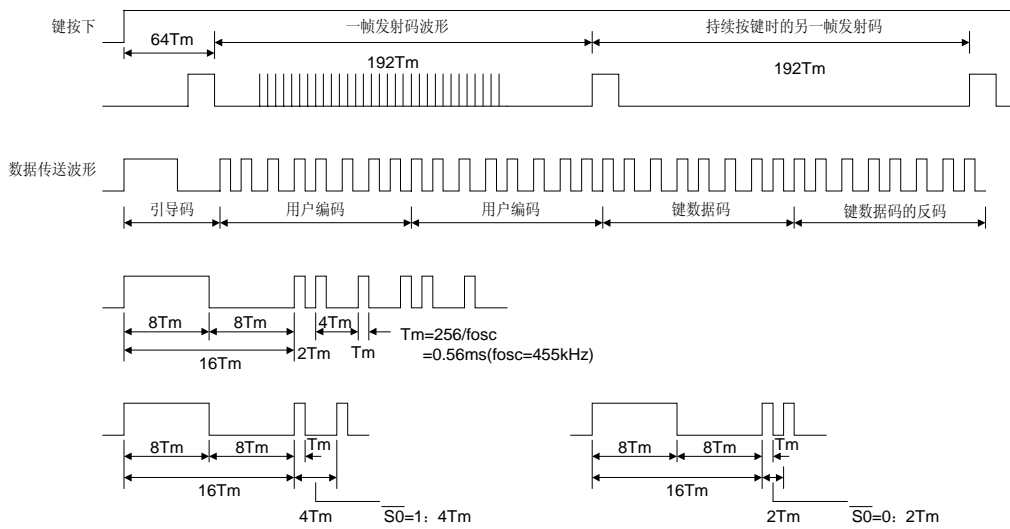 键按下
64Tm
一帧发射码波形
持续按键时的另一帧发射码
192Tm
192Tm
数据传送波形
引导码
用户编码
用户编码
键数据码
键数据码的反码
8Tm
8Tm
4Tm
16Tm
2Tm
Tm
Tm=256/fosc
=0.56ms(fosc=455kHz)
8Tm
8Tm
Tm
16Tm
4Tm
S0=1: 4Tm
8Tm
8Tm
Tm
16Tm
2Tm
S0=0: 2Tm